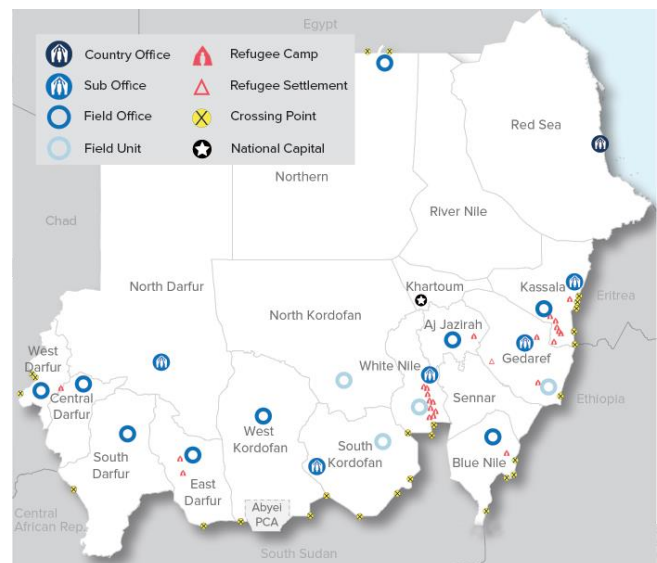 Egypt
Country Office
Refugee Camp
Sub Office
Refugee Settlement
Field Office
Crossing Point
Field Unit
National Capital
Red Sea
Northern
Chad
River Nile
North Darfur
Khartoum
Kassala
Eritrea
North Kordofan
Aj Jazirah
West
Darfur
White Nile
Gedaref
Central
Darfur
Sennar
Ethiopia
West
Kordofan
South
Kordofan
South
Darfur
East
Darfur
Blue Nile
Abyei
PCA
Central
African Rep.
South Sudan